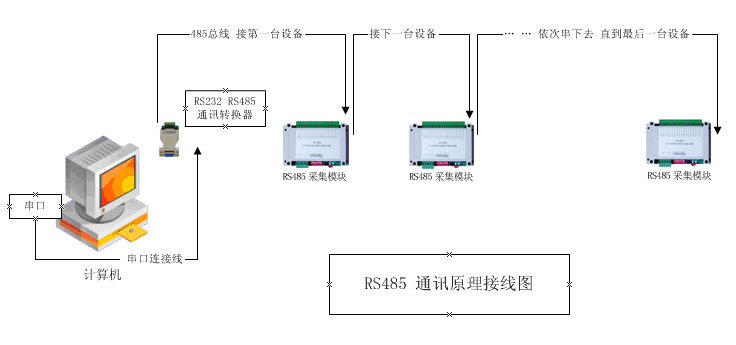 485总线 接第一台设备
接下一台设备
… … 依次串下去 直到最后一台设备
RS232 RS485
通讯转换器
RS485 采集模块
RS485 采集模块
RS485 采集模块
串口
串口连接线
计算机
RS485 通讯原理接线图